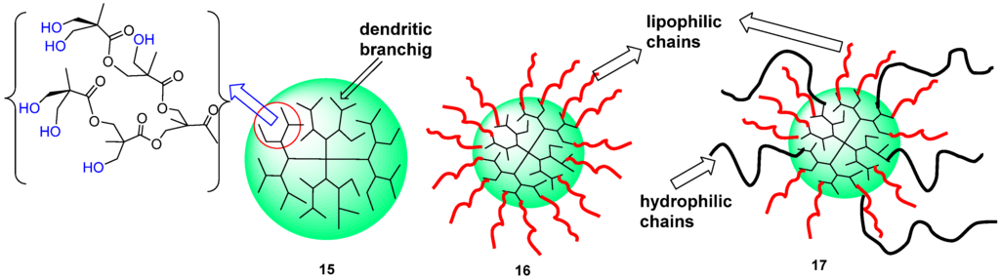 HO
O
HO
OH
O
O
O
O
O
HO
O
O
HO
O
O
O
HO
dendritic
branchig
15
lipophilic
chains
16
hydrophilic
chains
17